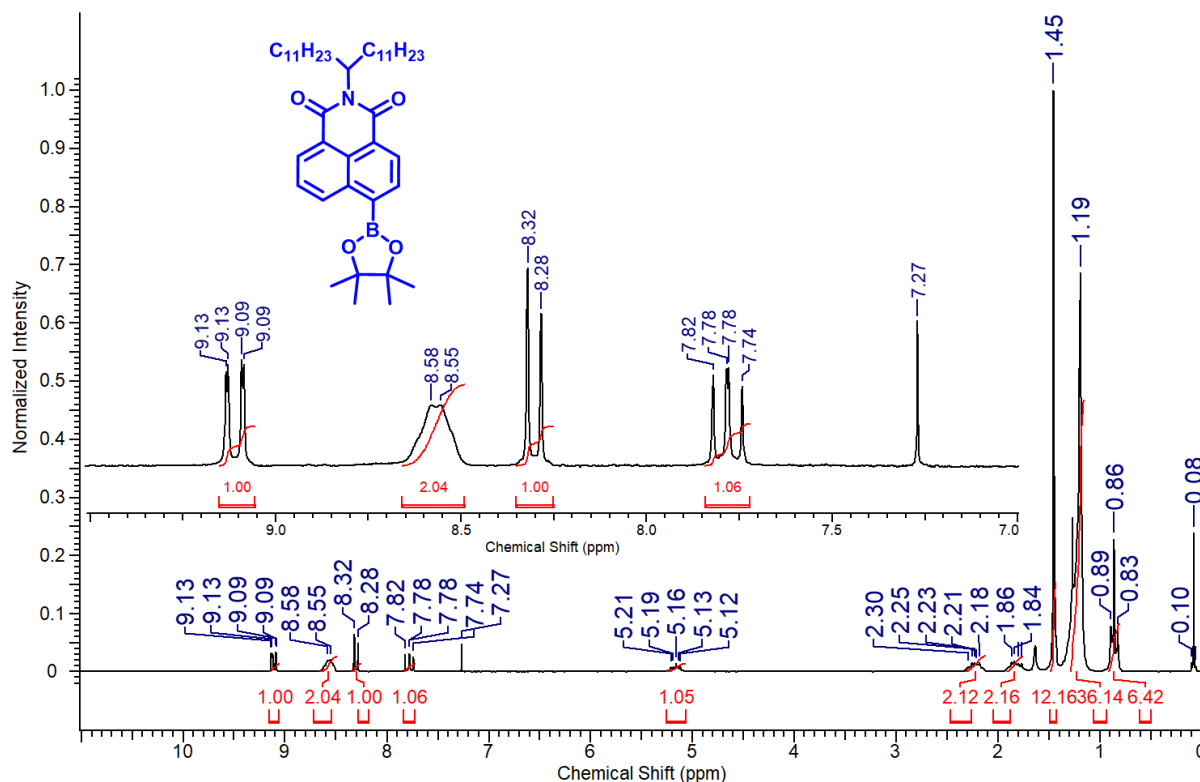 C11H23 C11H23
O N O
B
O O
1.45
1.19
9.13 9.13 9.09 9.09
8.58 8.55
8.32 8.28
7.82 7.78 7.78 7.74
7.27
1.00 2.04 1.00 1.06
9.0 8.5 8.0 7.5 7.0
Chemical Shift (ppm)
Normalized Intensity
1.0
0.9
0.8
0.7
0.6
0.5
0.4
0.3
0.2
0.1
0
9.13 9.13 9.09 9.09 8.58 8.55 8.32 8.28 7.82 7.78 7.78 7.74 7.27
5.21 5.19 5.16 5.13 5.12
2.30 2.25 2.23 2.21 2.18 1.86 1.84
0.89 0.86 0.83
0.10 0.08
1.00 2.04 1.00 1.06 1.05 2.12 2.16 12.16 36.14 6.42
10 9 8 7 6 5 4 3 2 1 0
Chemical Shift (ppm)